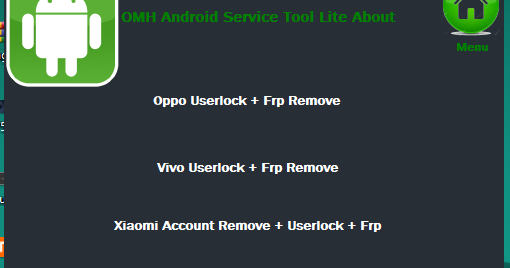 OMH Android Service Tool Lite About
Menu
Oppo Userlock + Frp Remove
Vivo Userlock + Frp Remove
Xiaomi Account Remove + Userlock + Frp